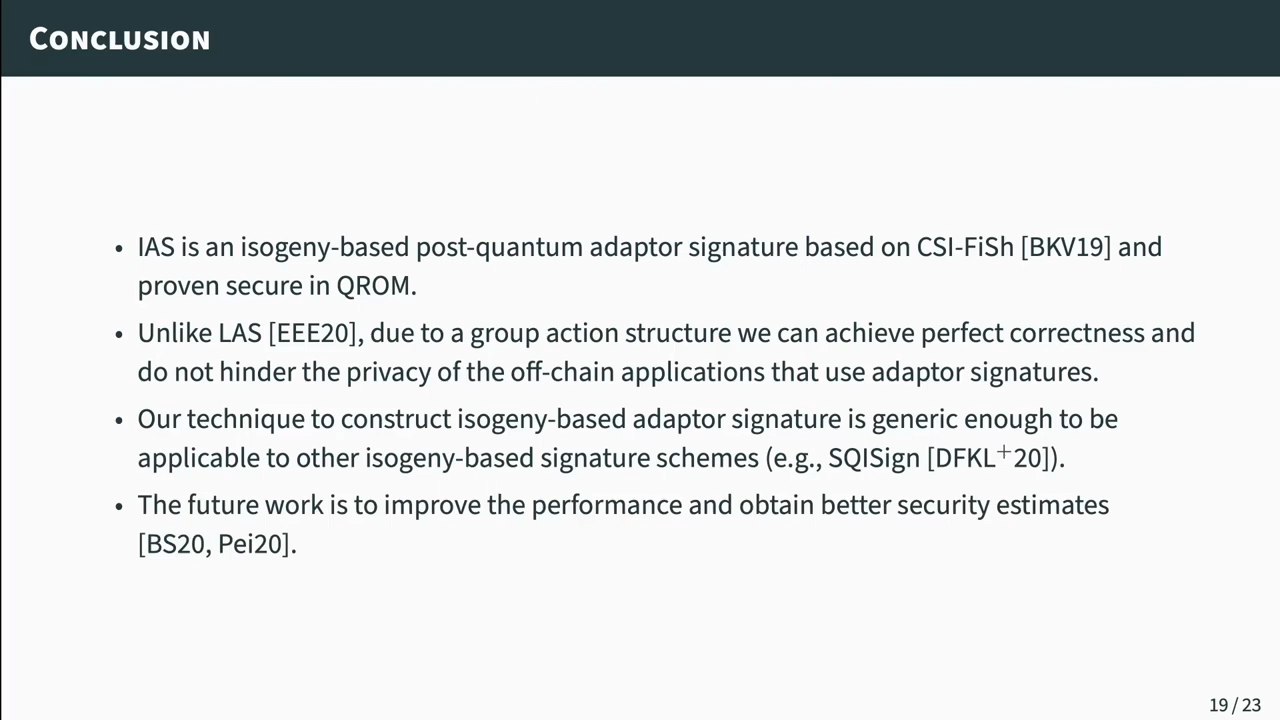 Conclusion
• IAS is an isogeny-based post-quantum adaptor signature based on CSI-FiSh [BKV19] and
proven secure in QROM.
• Unlike LAS [EEE20], due to a group action structure we can achieve perfect correctness and
do not hinder the privacy of the off-chain applications that use adaptor signatures.
• Our technique to construct isogeny-based adaptor signature is generic enough to be
applicable to other isogeny-based signature schemes (e.g., SQISign [DFKL+20]).
• The future work is to improve the performance and obtain better security estimates
[BS20, Pei20].
19 / 23